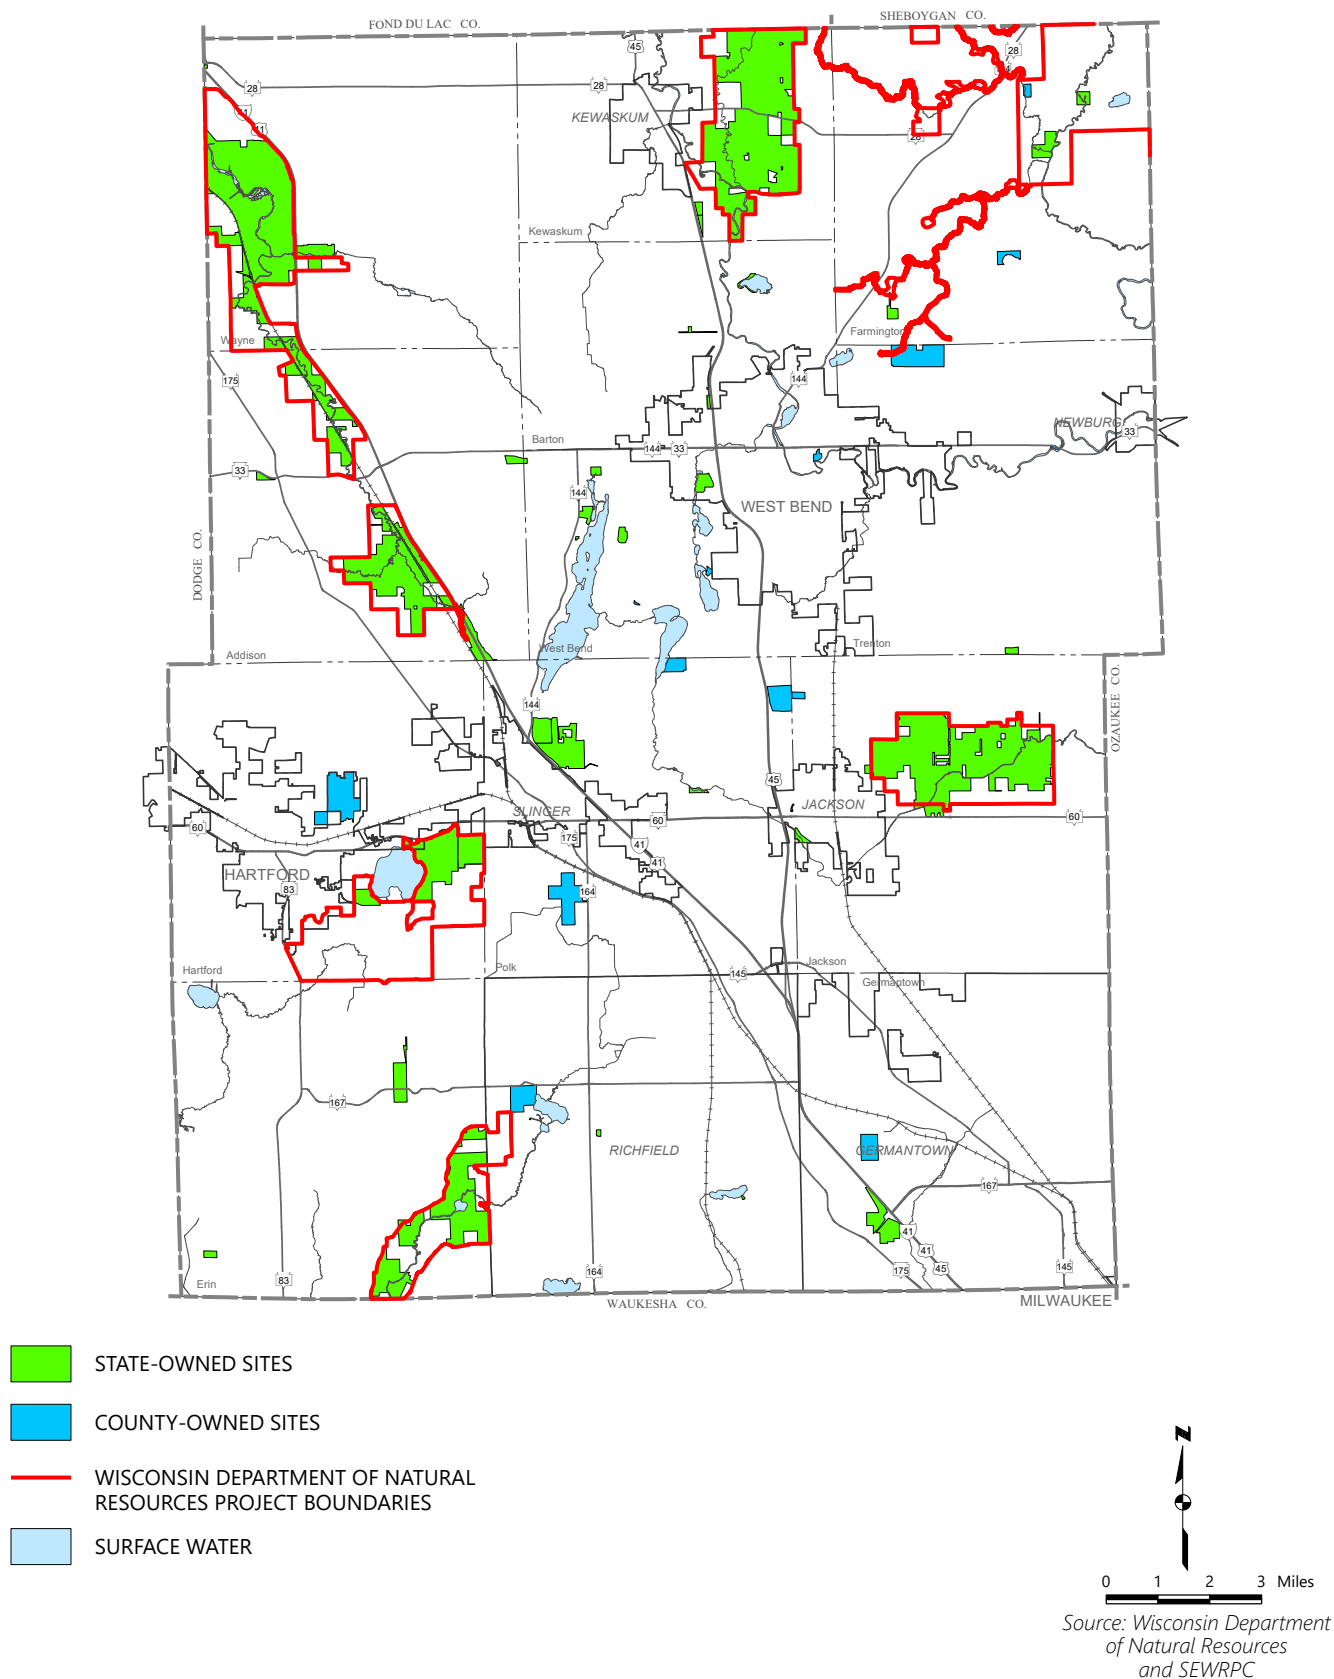 FOND DU LAC CO.
SHEBOYGAN CO.
45
28
28
28
KEWASKUM
41
41
28
Kewaskum
Wayne
175
Farmington
144
NEWBURG
33
Barton
144
33
33
144
WEST BEND
DODGE CO.
Addison
West Bend
Trenton
OZAUKEE CO.
144
45
JACKSON
SLINGER
60
60
60
175
41
41
HARTFORD
83
164
Hartford
Polk
145
Jackson
Germantown
167
RICHFIELD
GERMANTOWN
167
41
41
45
175
145
Erin
83
164
WAUKESHA CO.
MILWAUKEE
STATE-OWNED SITES
COUNTY-OWNED SITES
WISCONSIN DEPARTMENT OF NATURAL
RESOURCES PROJECT BOUNDARIES
SURFACE WATER
N
0 1 2 3 Miles
Source: Wisconsin Department
of Natural Resources
and SEWRPC